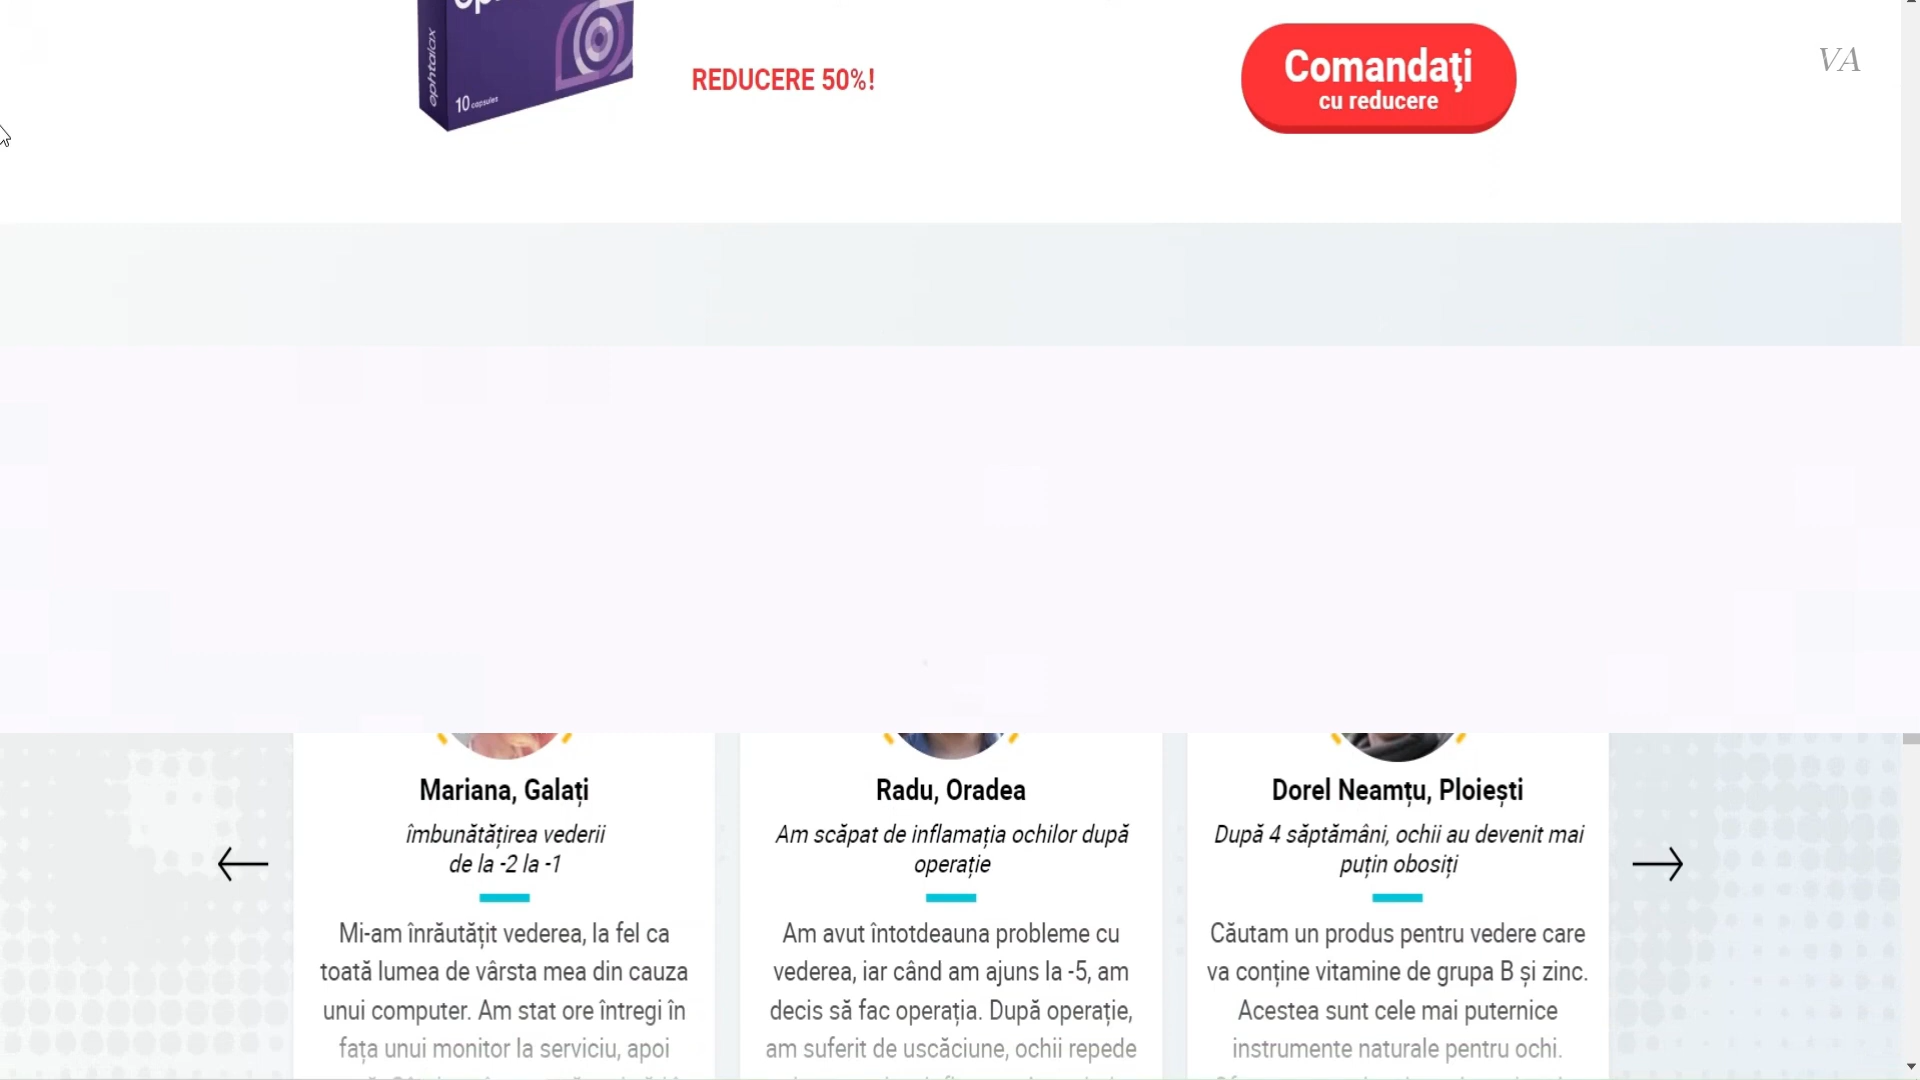 ophtalax
10 capsules
REDUCERE 50%!
Comandaţi
cu reducere
VA
Mariana, Galați
îmbunătățirea vederii
de la -2 la -1
Mi-am înrăutățit vederea, la fel ca
toată lumea de vârsta mea din cauza
unui computer. Am stat ore întregi în
fața unui monitor la serviciu, apoi
Radu, Oradea
Am scăpat de inflamația ochilor după
operație
Am avut întotdeauna probleme cu
vederea, iar când am ajuns la -5, am
decis să fac operația. După operație,
am suferit de uscăciune, ochii repede
Dorel Neamțu, Ploiești
După 4 săptămâni, ochii au devenit mai
puțin obosiți
Căutam un produs pentru vedere care
va conține vitamine de grupa B și zinc.
Acestea sunt cele mai puternice
instrumente naturale pentru ochi.